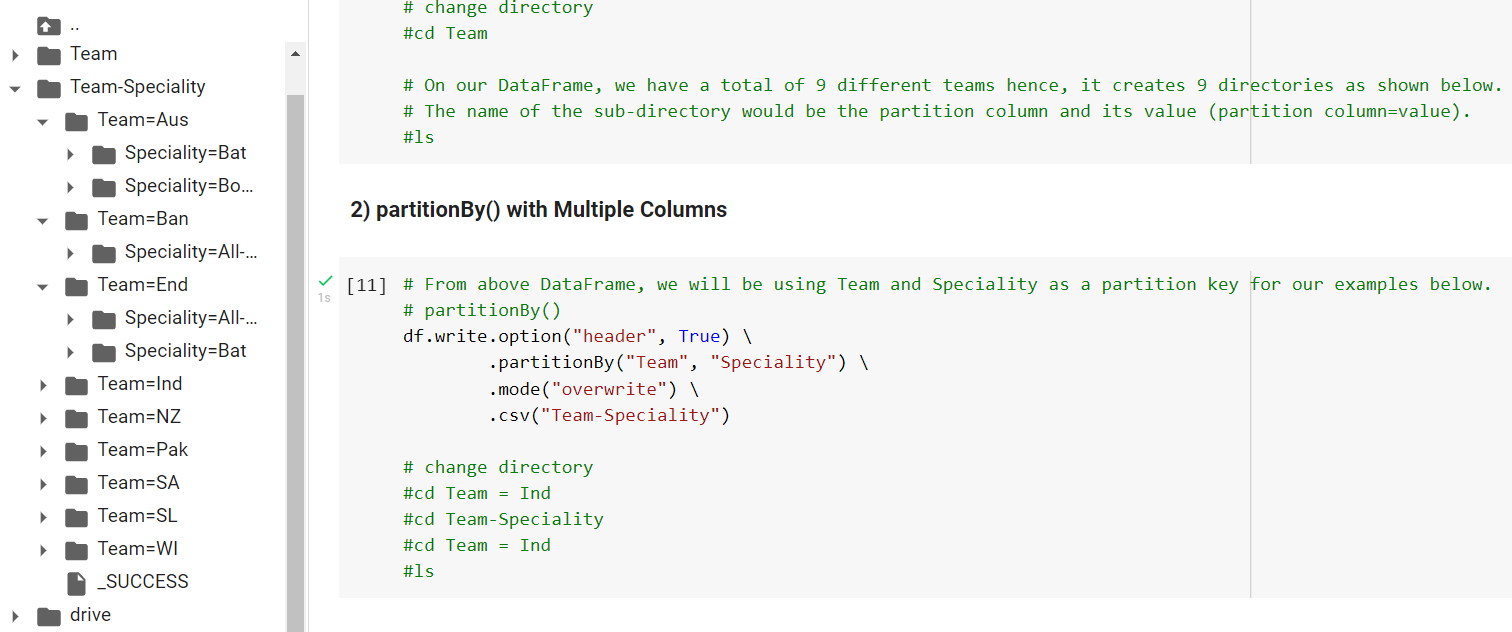 ..
Team
Team-Speciality
Team=Aus
Speciality=Bat
Speciality=Bo...
Team=Ban
Speciality=All-...
Team=End
Speciality=All-...
Speciality=Bat
Team=Ind
Team=NZ
Team=Pak
Team=SA
Team=SL
Team=WI
_SUCCESS
drive
# change directory
#cd Team
# On our DataFrame, we have a total of 9 different teams hence, it creates 9 directories as shown below.
# The name of the sub-directory would be the partition column and its value (partition column=value).
#ls
2) partitionBy() with Multiple Columns
1s
[11] # From above DataFrame, we will be using Team and Speciality as a partition key for our examples below.
# partitionBy()
df.write.option("header", True) \
.partitionBy("Team", "Speciality") \
.mode("overwrite") \
.csv("Team-Speciality")
# change directory
#cd Team = Ind
#cd Team-Speciality
#cd Team = Ind
#ls